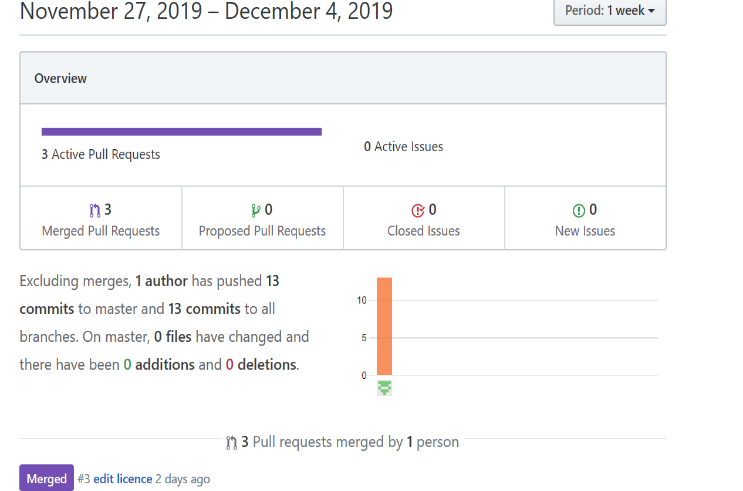 November 27, 2019 – December 4, 2019
Period: 1 week
Overview
3 Active Pull Requests
0 Active Issues
3
Merged Pull Requests
0
Proposed Pull Requests
0
Closed Issues
0
New Issues
Excluding merges, 1 author has pushed 13
commits to master and 13 commits to all
branches. On master, 0 files have changed and
there have been 0 additions and 0 deletions.
10
5
0
3 Pull requests merged by 1 person
Merged #3 edit licence 2 days ago